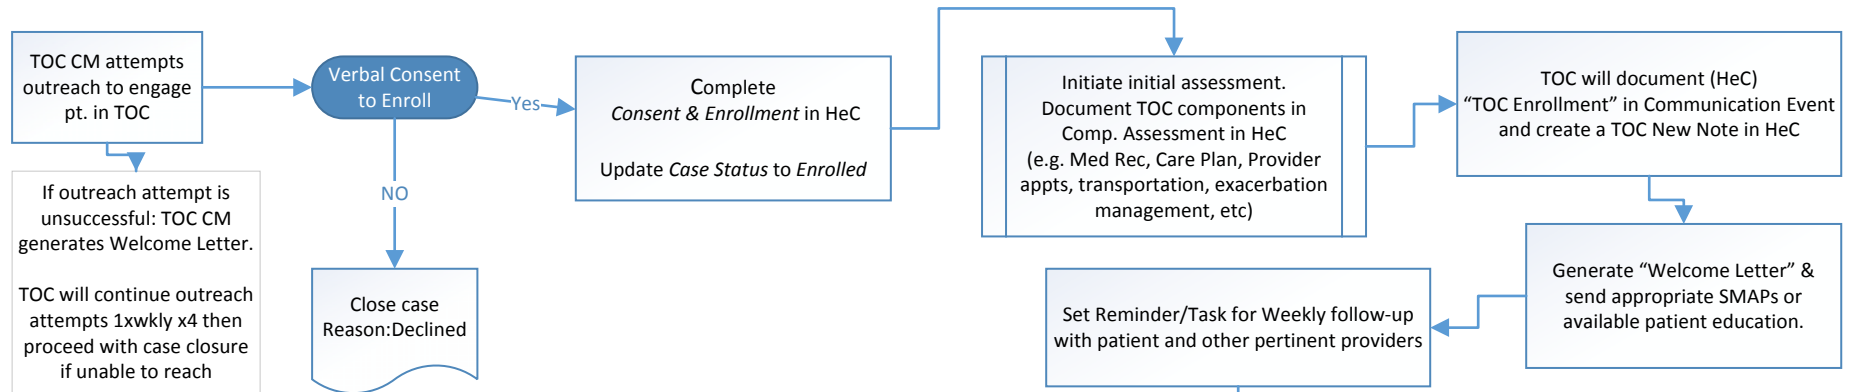 TOC CM attempts
outreach to engage
pt. in TOC
If outreach attempt is
unsuccessful: TOC CM
generates Welcome Letter.
TOC will continue outreach
attempts 1xwkly x4 then
proceed with case closure
if unable to reach
Verbal Consent
to Enroll
Yes
NO
Close case
Reason:Declined
Complete
Consent & Enrollment in HeC
Update Case Status to Enrolled
Initiate initial assessment.
Document TOC components in
Comp. Assessment in HeC
(e.g. Med Rec, Care Plan, Provider
appts, transportation, exacerbation
management, etc)
TOC will document (HeC)
“TOC Enrollment” in Communication Event
and create a TOC New Note in HeC
Generate “Welcome Letter” &
send appropriate SMAPs or
available patient education.
Set Reminder/Task for Weekly follow-up
with patient and other pertinent providers